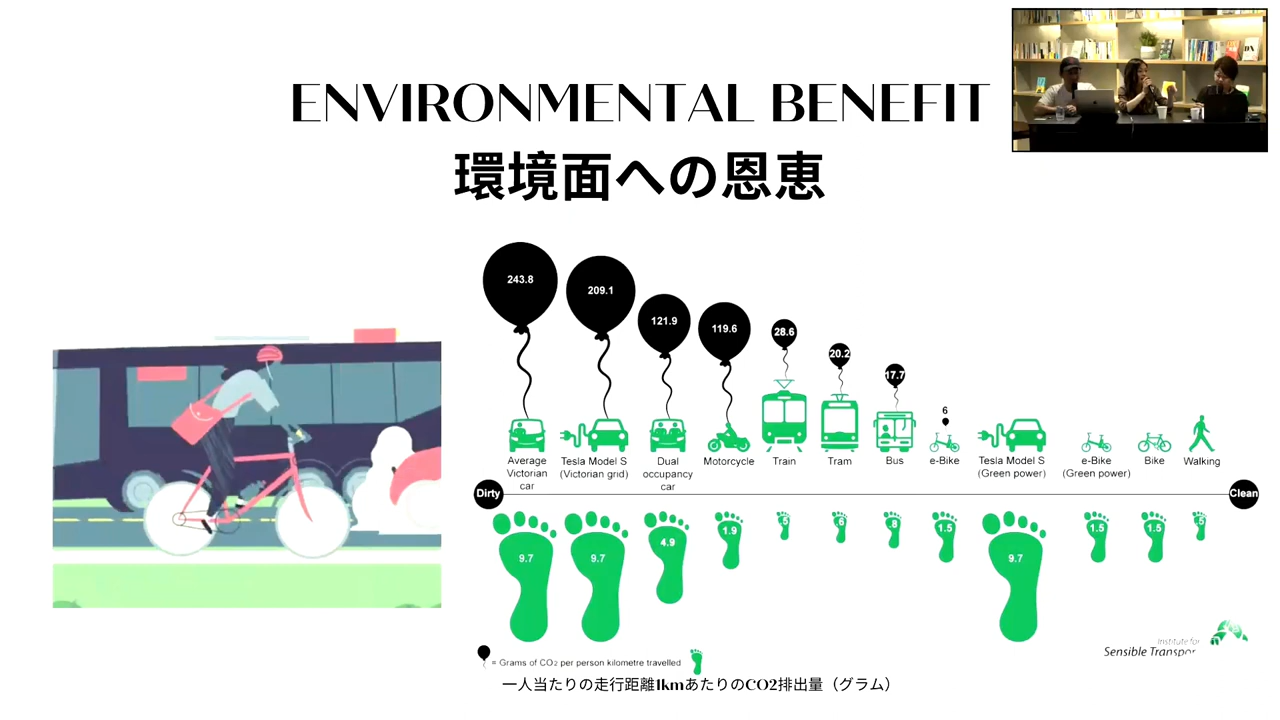 ENVIRONMENTAL BENEFIT
環境面への恩恵
243.8
209.1
121.9
119.6
28.6
20.2
17.7
6
Average Victorian car
Tesla Model S (Victorian grid)
Dual occupancy car
Motorcycle
Train
Tram
Bus
e-Bike
Tesla Model S (Green power)
e-Bike (Green power)
Bike
Walking
Dirty
Clean
9.7
9.7
4.9
1.9
.5
.6
.8
1.5
9.7
1.5
1.5
.5
= Grams of CO2 per person kilometre travelled
Institute for
Sensible Transpor
一人当たりの走行距離1kmあたりのCO2排出量（グラム）